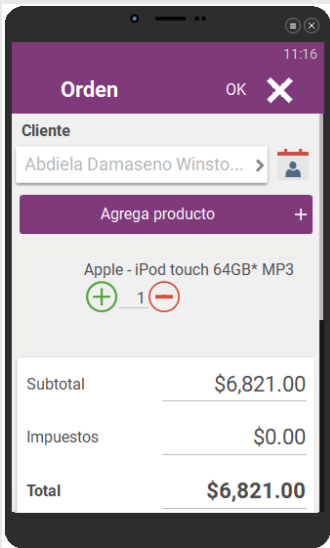 11:16
Orden
OK
Cliente
Abdiela Damaseno Winsto...
Agrega producto +
Apple - iPod touch 64GB* MP3
1
Subtotal $6,821.00
Impuestos $0.00
Total $6,821.00